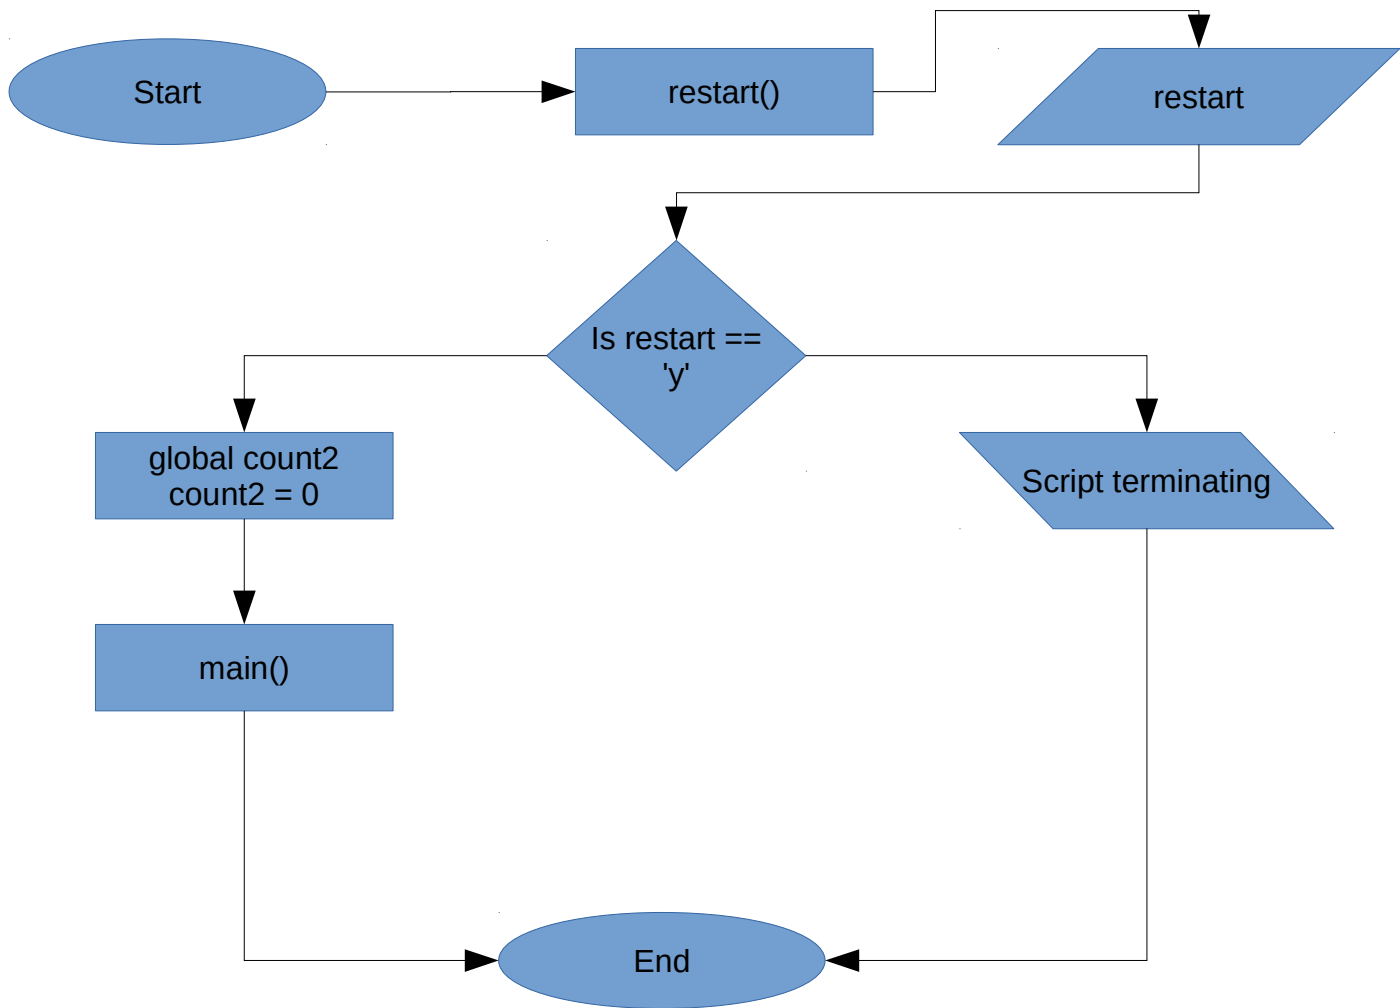 Start
restart()
restart
Is restart ==
'y'
global count2
count2 = 0
Script terminating
main()
End